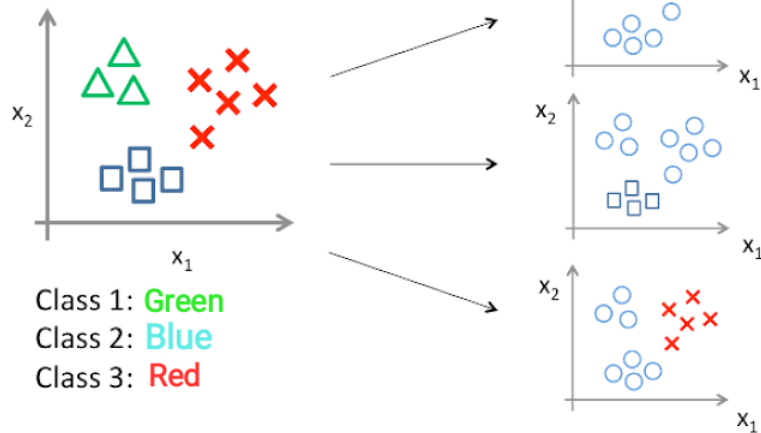 x2
x1
Class 1: Green
Class 2: Blue
Class 3: Red
x1
x2
x1
x2
x1